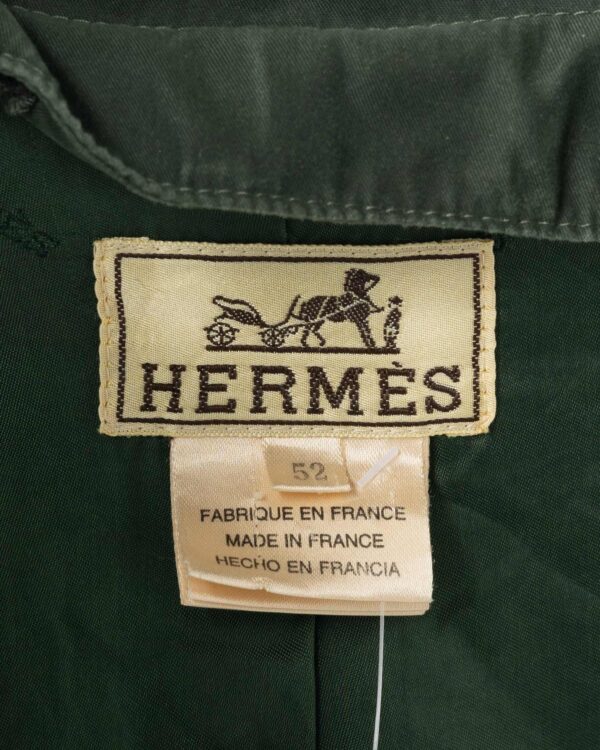 HERMÈS
52
FABRIQUE EN FRANCE
MADE IN FRANCE
HECHO EN FRANCIA